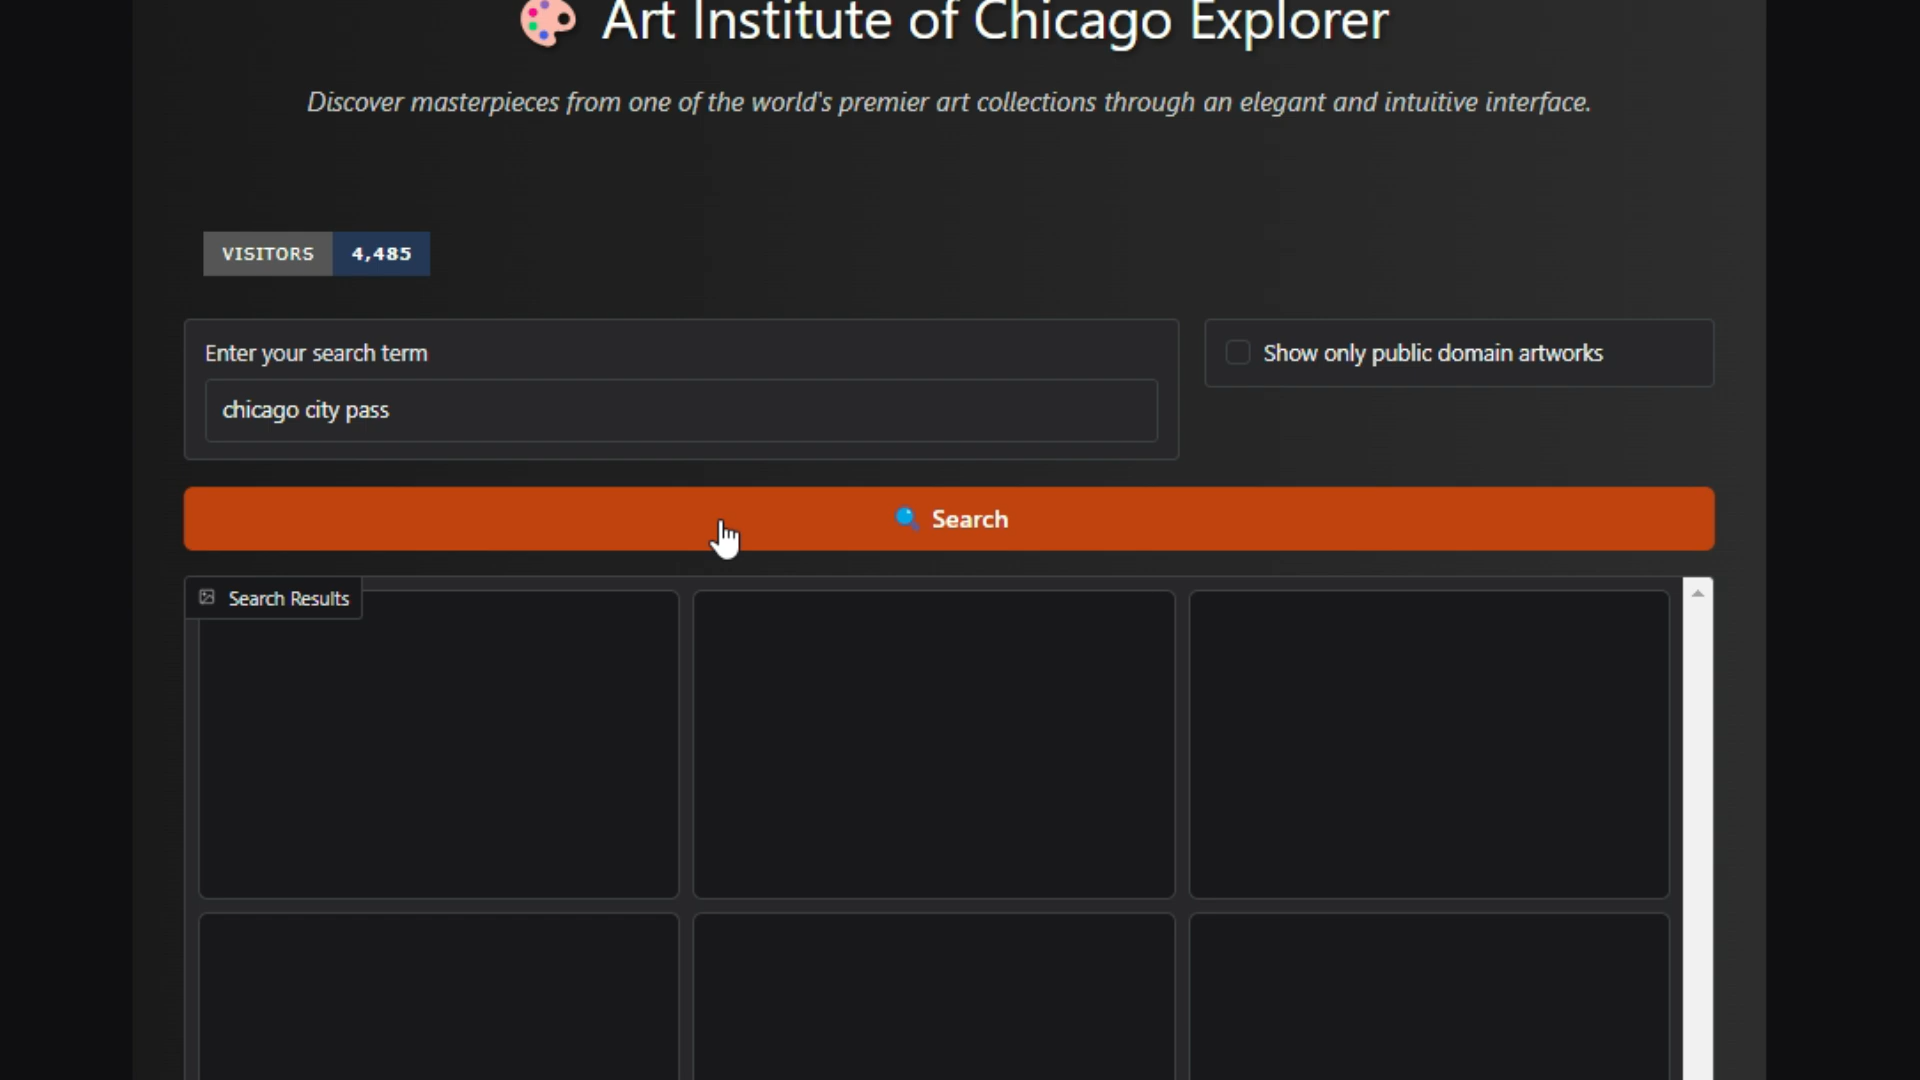 Art Institute of Chicago Explorer
Discover masterpieces from one of the world's premier art collections through an elegant and intuitive interface.
VISITORS 4,485
Enter your search term
Show only public domain artworks
chicago city pass
Search
Search Results